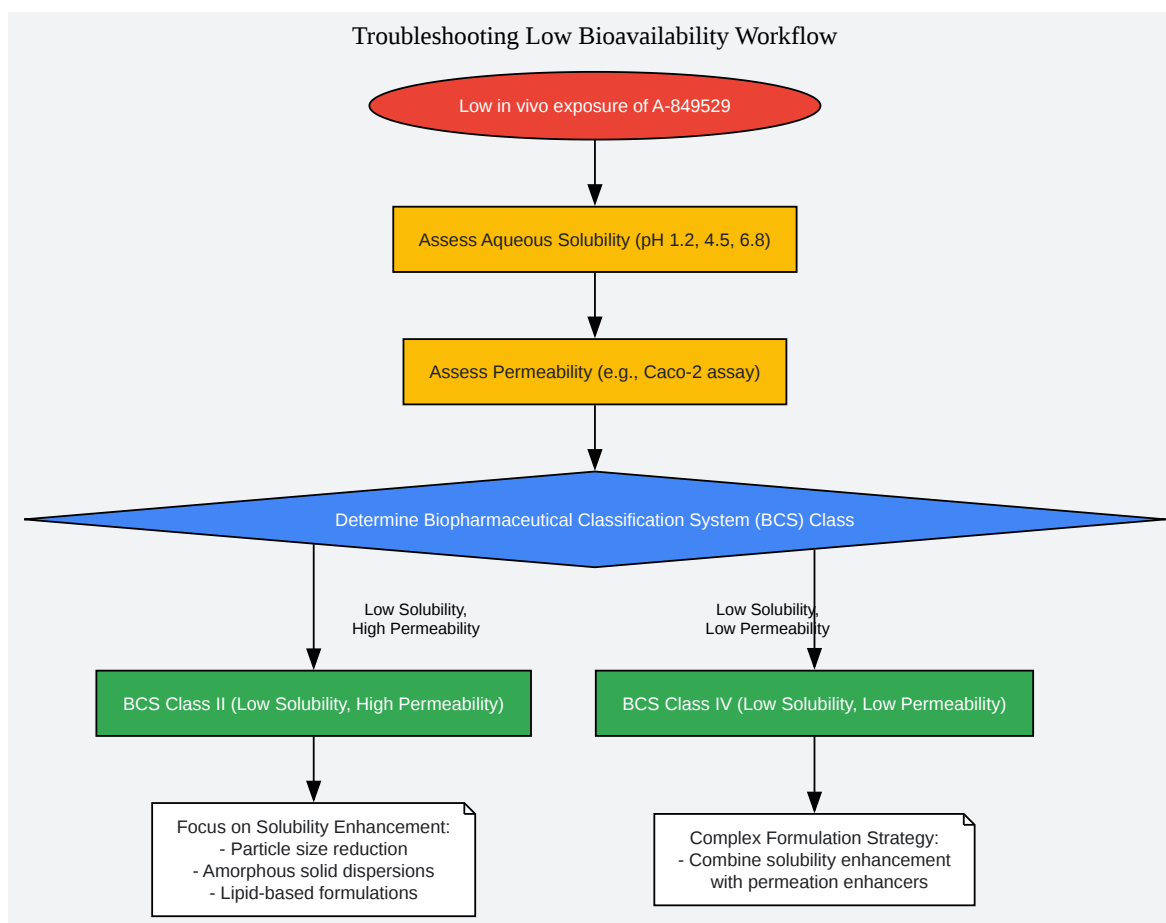 Troubleshooting Low Bioavailability Workflow
Low in vivo exposure of A-849529
Assess Aqueous Solubility (pH 1.2, 4.5, 6.8)
Assess Permeability (e.g., Caco-2 assay)
Determine Biopharmaceutical Classification System (BCS) Class
Low Solubility,
High Permeability
Low Solubility,
Low Permeability
BCS Class II (Low Solubility, High Permeability)
BCS Class IV (Low Solubility, Low Permeability)
Focus on Solubility Enhancement:
- Particle size reduction
- Amorphous solid dispersions
- Lipid-based formulations
Complex Formulation Strategy:
- Combine solubility enhancement
with permeation enhancers